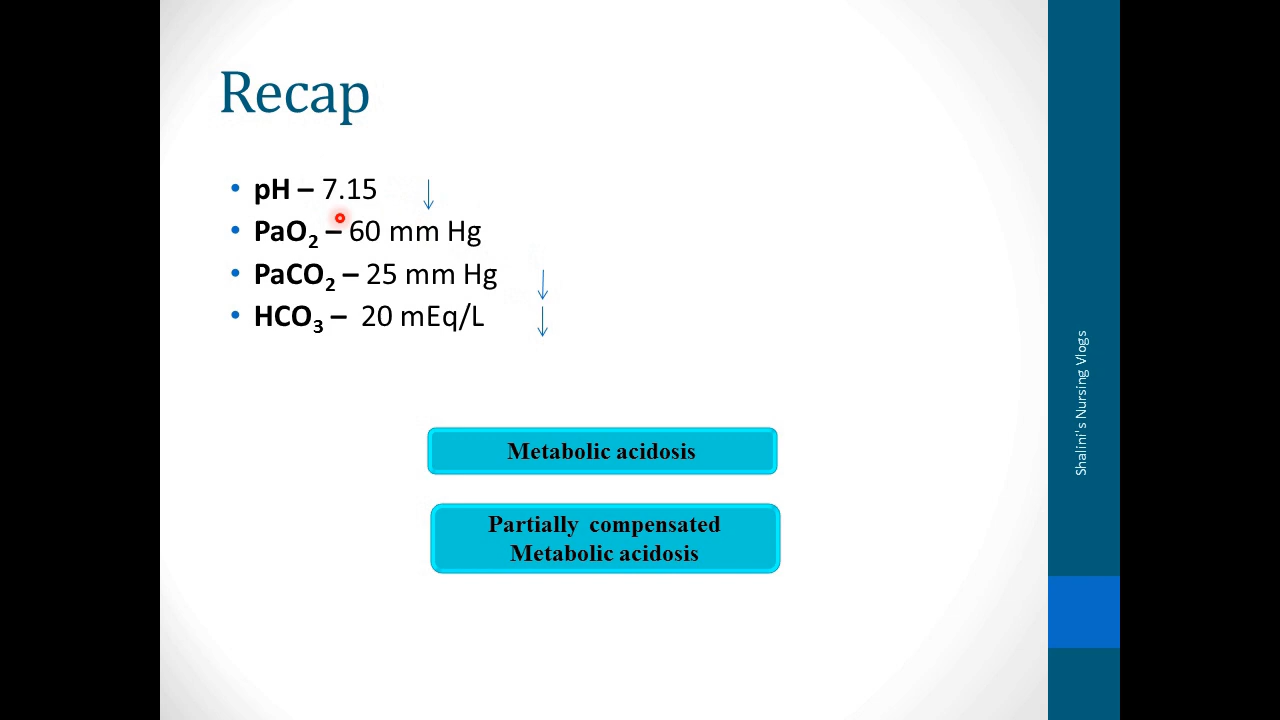 Recap
• pH – 7.15 ↓
• PaO₂ – 60 mm Hg
• PaCO₂ – 25 mm Hg ↓
• HCO₃ – 20 mEq/L ↓
Metabolic acidosis
Partially compensated
Metabolic acidosis
Shalini's Nursing Vlogs